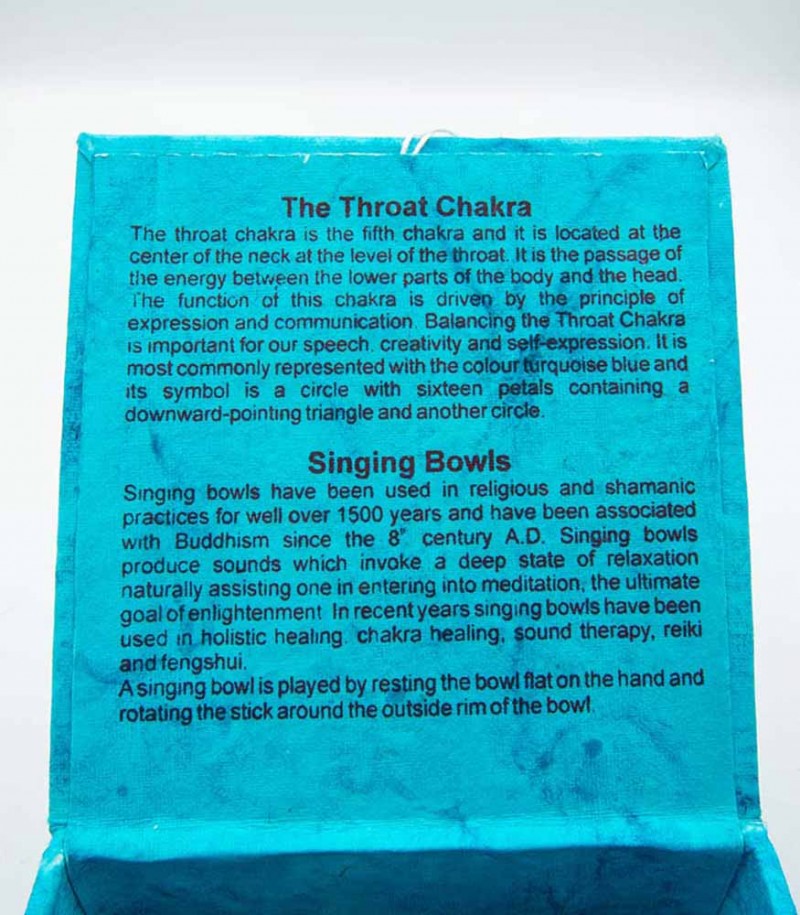 The Throat Chakra
The throat chakra is the fifth chakra and it is located at the
center of the neck at the level of the throat. It is the passage of
the energy between the lower parts of the body and the head.
The function of this chakra is driven by the principle of
expression and communication. Balancing the Throat Chakra
is important for our speech, creativity and self-expression. It is
most commonly represented with the colour turquoise blue and
its symbol is a circle with sixteen petals containing a
downward-pointing triangle and another circle.
Singing Bowls
Singing bowls have been used in religious and shamanic
practices for well over 1500 years and have been associated
with Buddhism since the 8" century A.D. Singing bowls
produce sounds which invoke a deep state of relaxation
naturally assisting one in entering into meditation, the ultimate
goal of enlightenment. In recent years singing bowls have been
used in holistic healing, chakra healing, sound therapy, reiki
and fengshui.
A singing bowl is played by resting the bowl flat on the hand and
rotating the stick around the outside rim of the bowl.